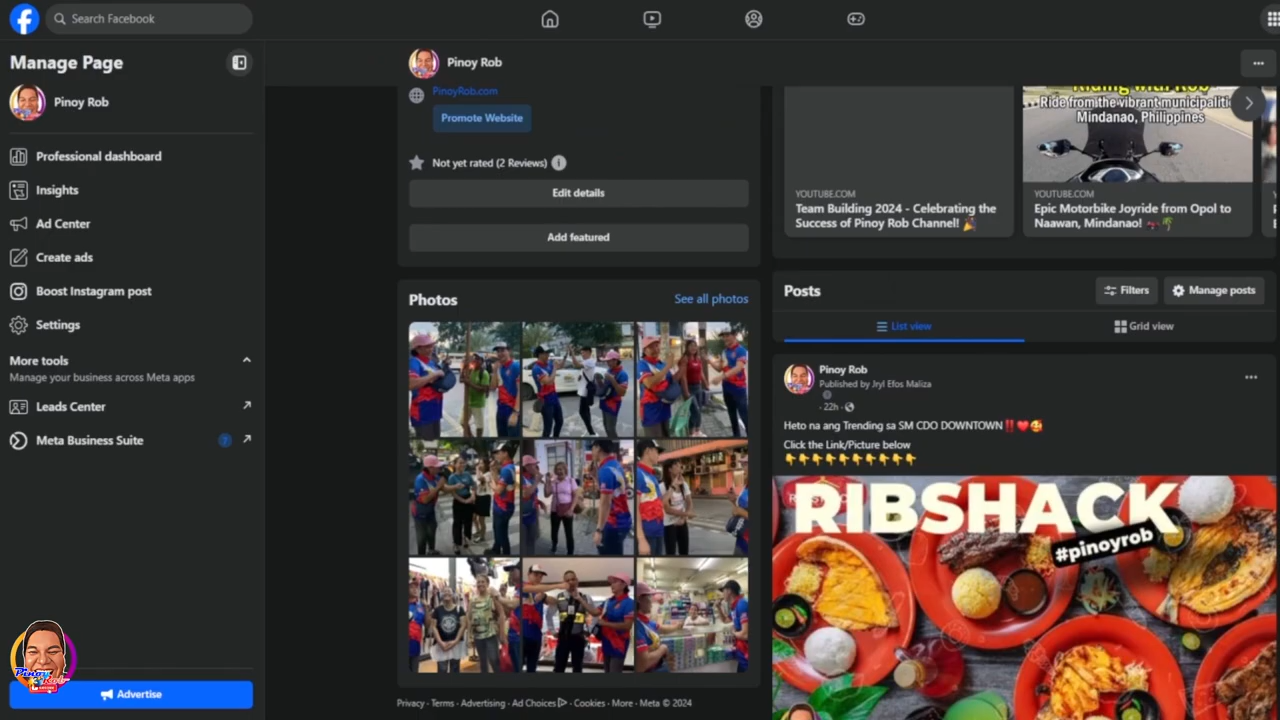 Search Facebook
Manage Page
Pinoy Rob
Professional dashboard
Insights
Ad Center
Create ads
Boost Instagram post
Settings
More tools
Manage your business across Meta apps
Leads Center
Meta Business Suite
Pinoy
Rob
Advertise
Pinoy Rob
PinoyRob.com
Promote Website
Not yet rated (2 Reviews)
Edit details
Add featured
Photos
See all photos
Privacy · Terms · Advertising · Ad Choices · Cookies · More · Meta © 2024
YOUTUBE.COM
Team Building 2024 - Celebrating the
Success of Pinoy Rob Channel! 🎉
Riding with Rob
Ride from the vibrant municipaliti
Mindanao, Philippines
YOUTUBE.COM
Epic Motorbike Joyride from Opol to
Naawan, Mindanao! 🏍️🌴
Posts
Filters
Manage posts
List view
Grid view
Pinoy Rob
Published by Jryl Efos Maliza
· 22h ·
Heto na ang Trending sa SM CDO DOWNTOWN‼️❤️🥰
Click the Link/Picture below
👇👇👇👇👇👇👇👇👇👇👇
RIBSHACK
#pinoyrob